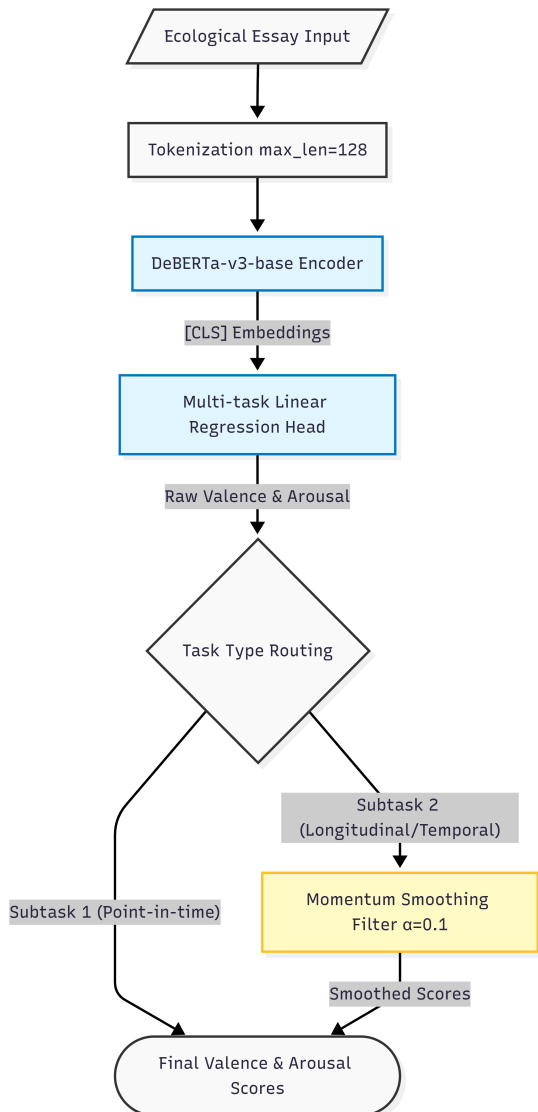 Ecological Essay Input
Tokenization max_len=128
DeBERTa-v3-base Encoder
[CLS] Embeddings
Multi-task Linear
Regression Head
Raw Valence & Arousal
Task Type Routing
Subtask 2
(Longitudinal/Temporal)
Subtask 1 (Point-in-time)
Momentum Smoothing
Filter α=0.1
Smoothed Scores
Final Valence & Arousal
Scores